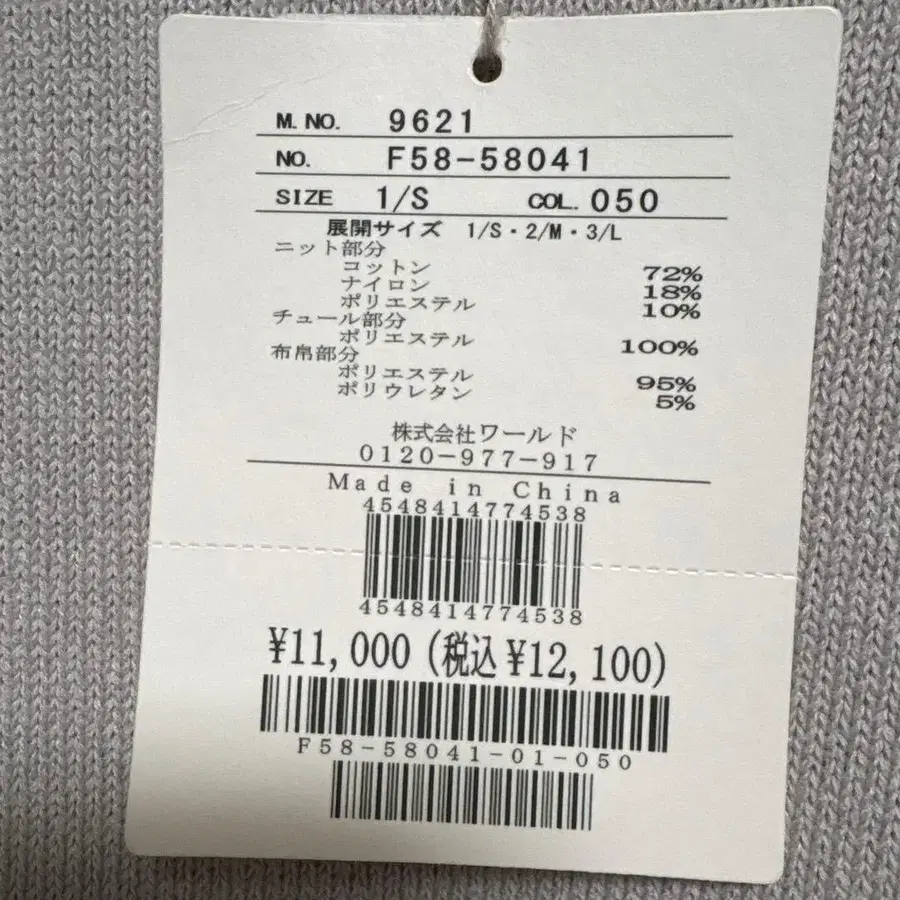 M. NO. 9621
NO. F58-58041
SIZE 1/S COL. 050
展開サイズ 1/S・2/M・3/L
ニット部分
コットン 72%
ナイロン 18%
ポリエステル 10%
チュール部分
ポリエステル 100%
布帛部分
ポリエステル 95%
ポリウレタン 5%
株式会社ワールド
0120-977-917
Made in China
4548414774538
4548414774538
¥11,000 (税込 ¥12,100)
F58-58041-01-050